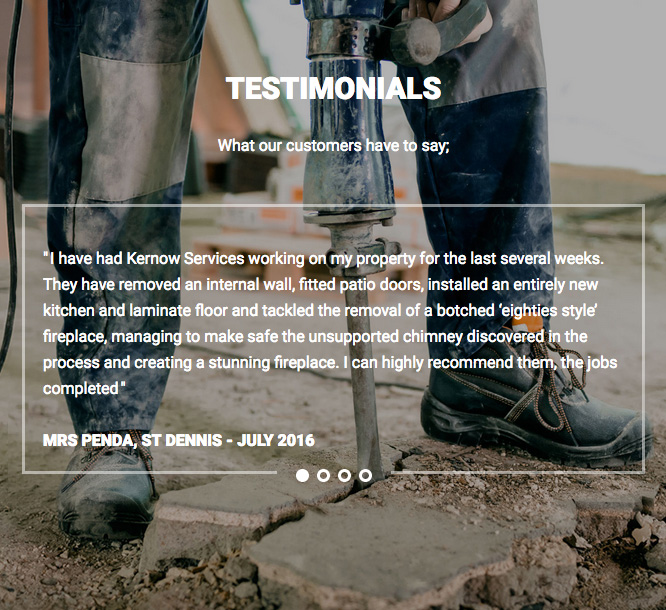 TESTIMONIALS
What our customers have to say;
"I have had Kernow Services working on my property for the last several weeks.
They have removed an internal wall, fitted patio doors, installed an entirely new
kitchen and laminate floor and tackled the removal of a botched ‘eighties style’
fireplace, managing to make safe the unsupported chimney discovered in the
process and creating a stunning fireplace. I can highly recommend them, the jobs
completed"
MRS PENDA, ST DENNIS - JULY 2016